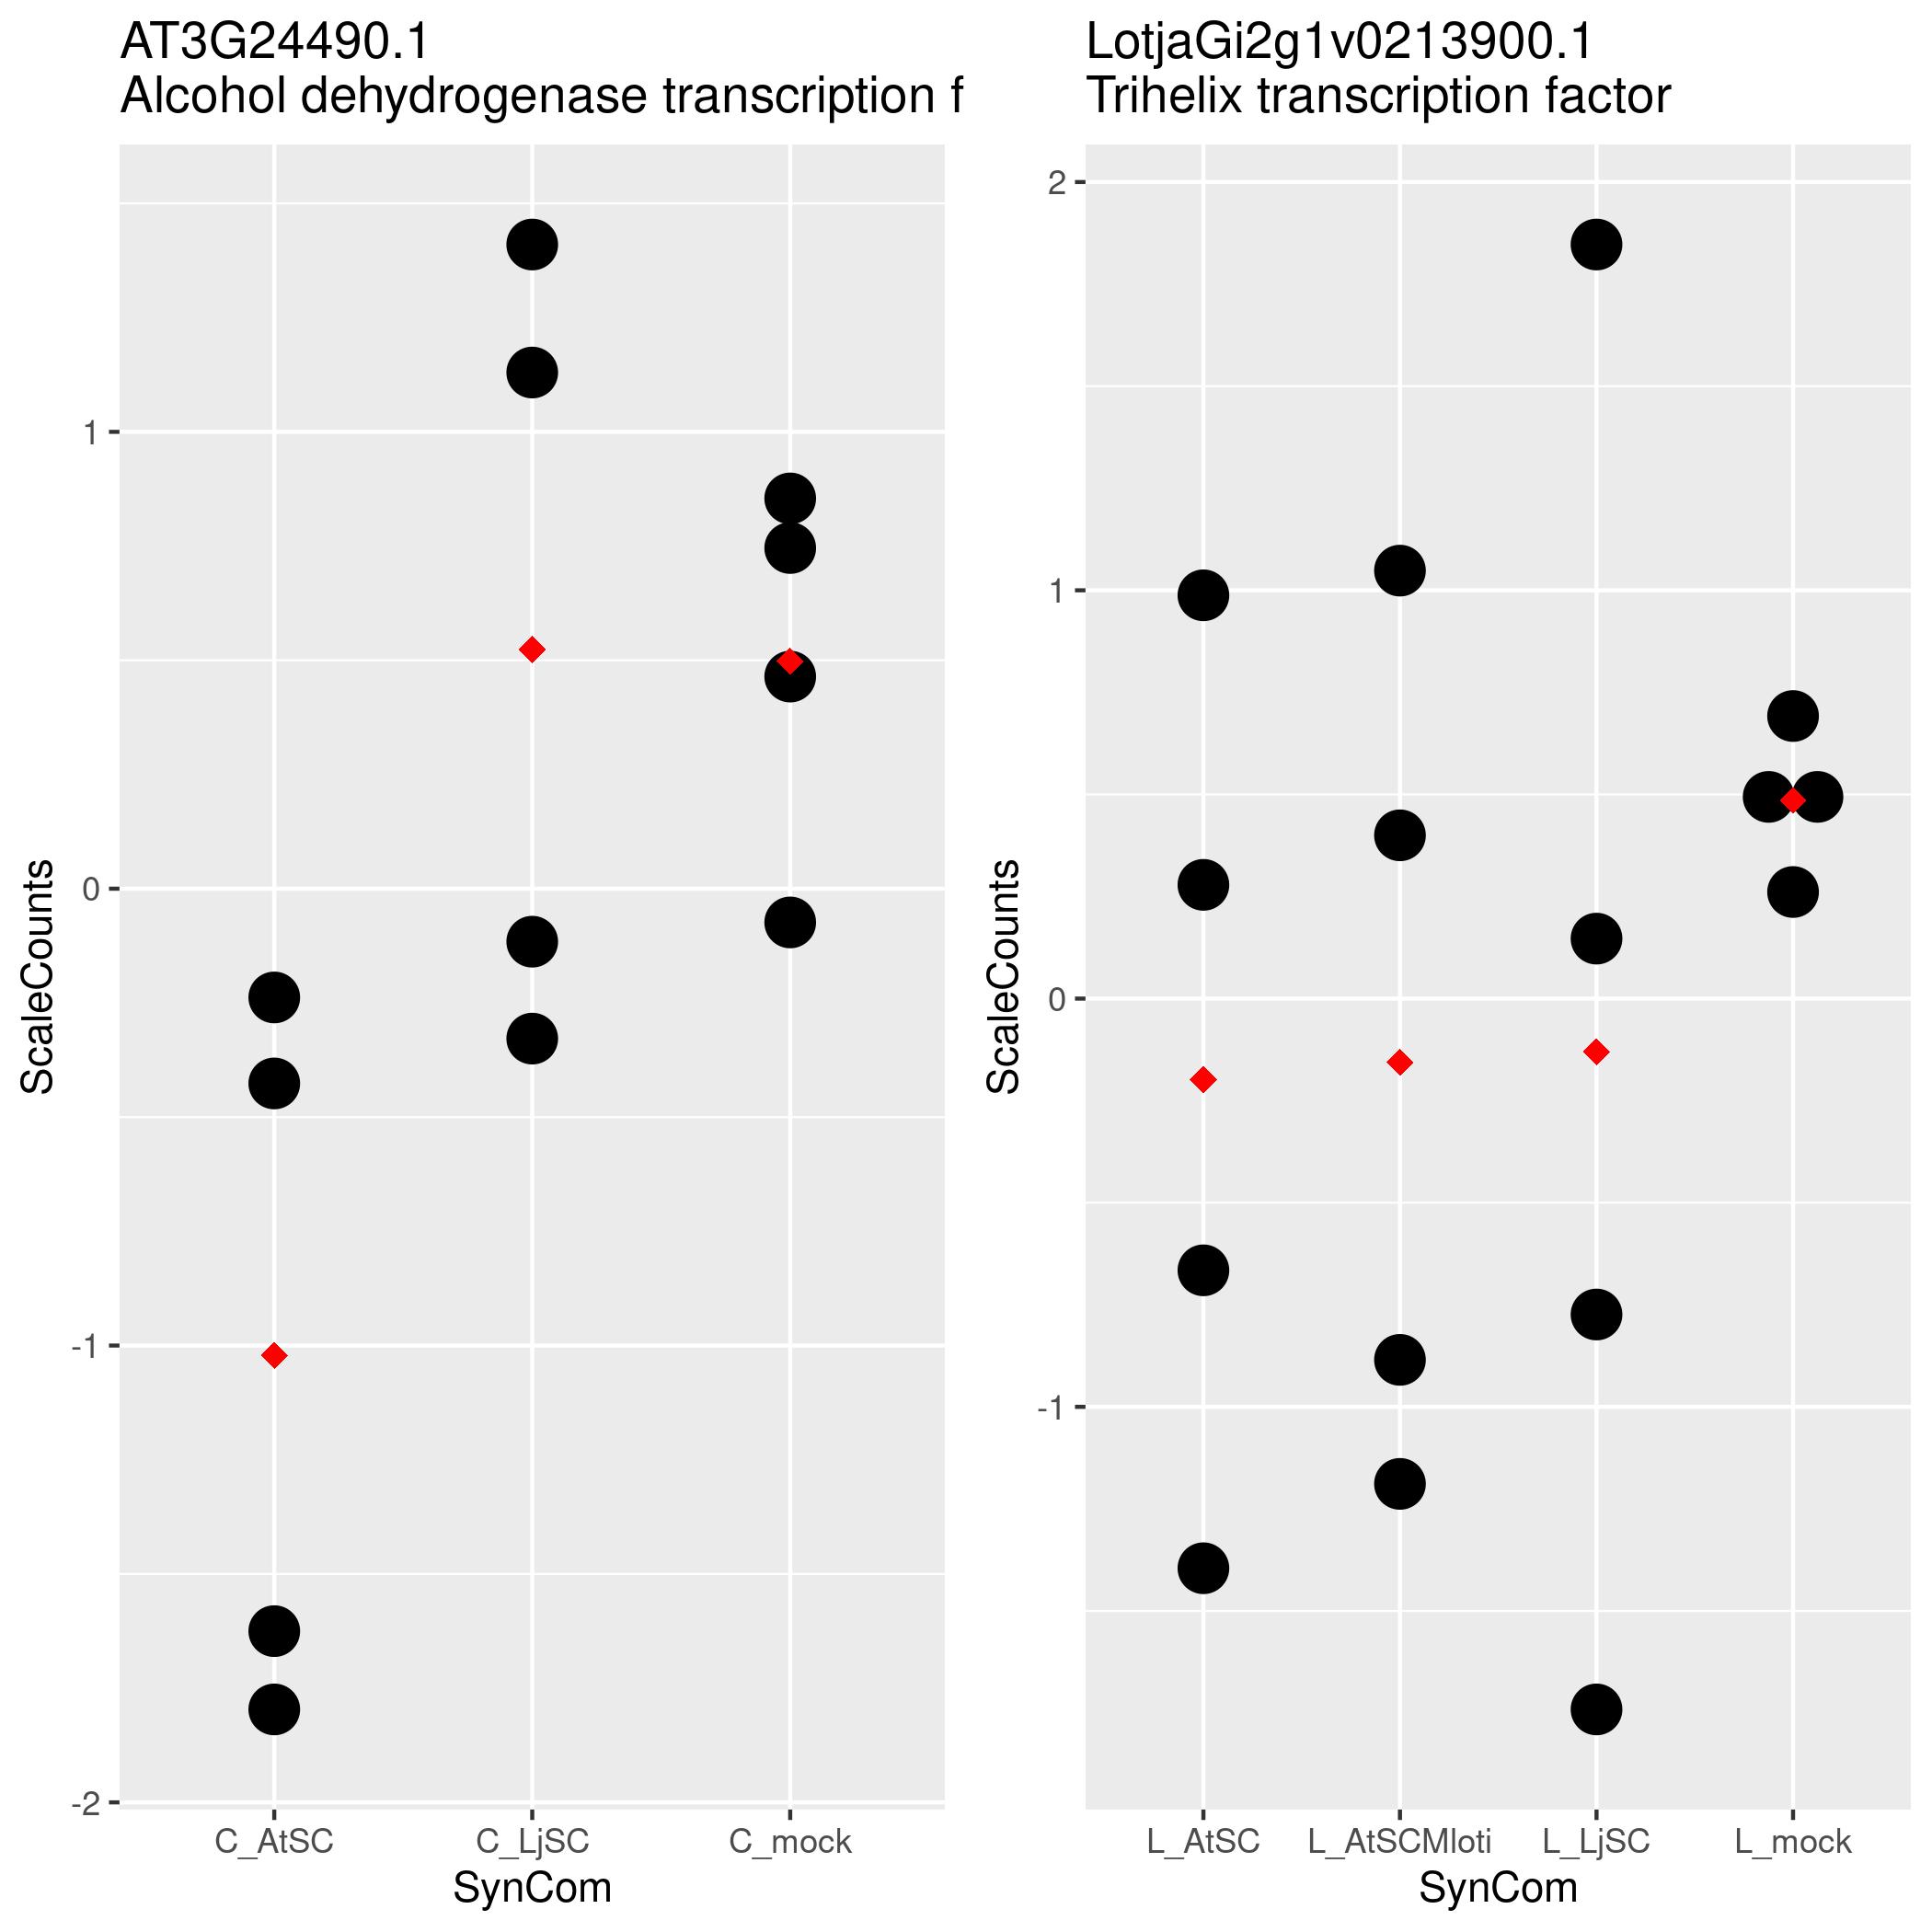 AT3G24490.1
Alcohol dehydrogenase transcription f
ScaleCounts
1
0
-1
-2
C_AtSC C_LjSC C_mock
SynCom
LotjaGi2g1v0213900.1
Trihelix transcription factor
ScaleCounts
2
1
0
-1
L_AtSC L_AtSCMloti L_LjSC L_mock
SynCom